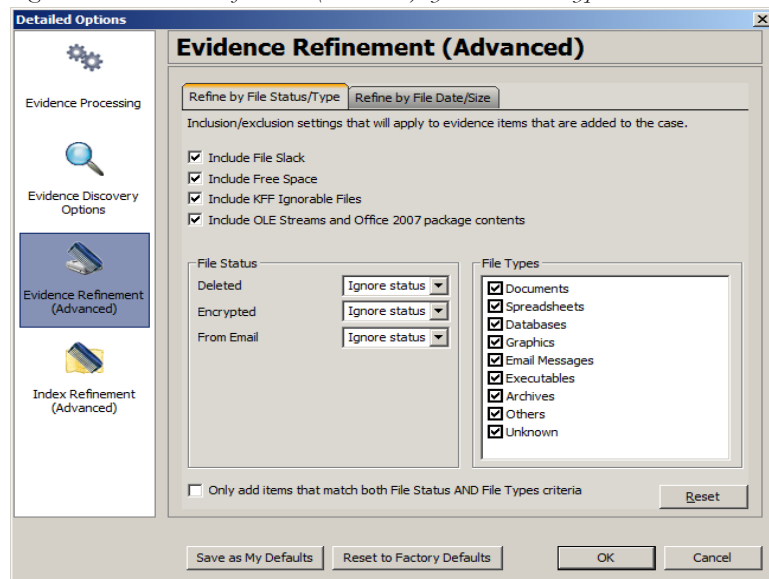 Detailed Options
Evidence Processing
Evidence Discovery
Options
Evidence Refinement
(Advanced)
Index Refinement
(Advanced)
Evidence Refinement (Advanced)
Refine by File Status/Type
Refine by File Date/Size
Inclusion/exclusion settings that will apply to evidence items that are added to the case.
Include File Slack
Include Free Space
Include KFF Ignorable Files
Include OLE Streams and Office 2007 package contents
File Status
Deleted Ignore status
Encrypted Ignore status
From Email Ignore status
File Types
Documents
Spreadsheets
Databases
Graphics
Email Messages
Executables
Archives
Others
Unknown
Only add items that match both File Status AND File Types criteria
Reset
Save as My Defaults
Reset to Factory Defaults
OK
Cancel